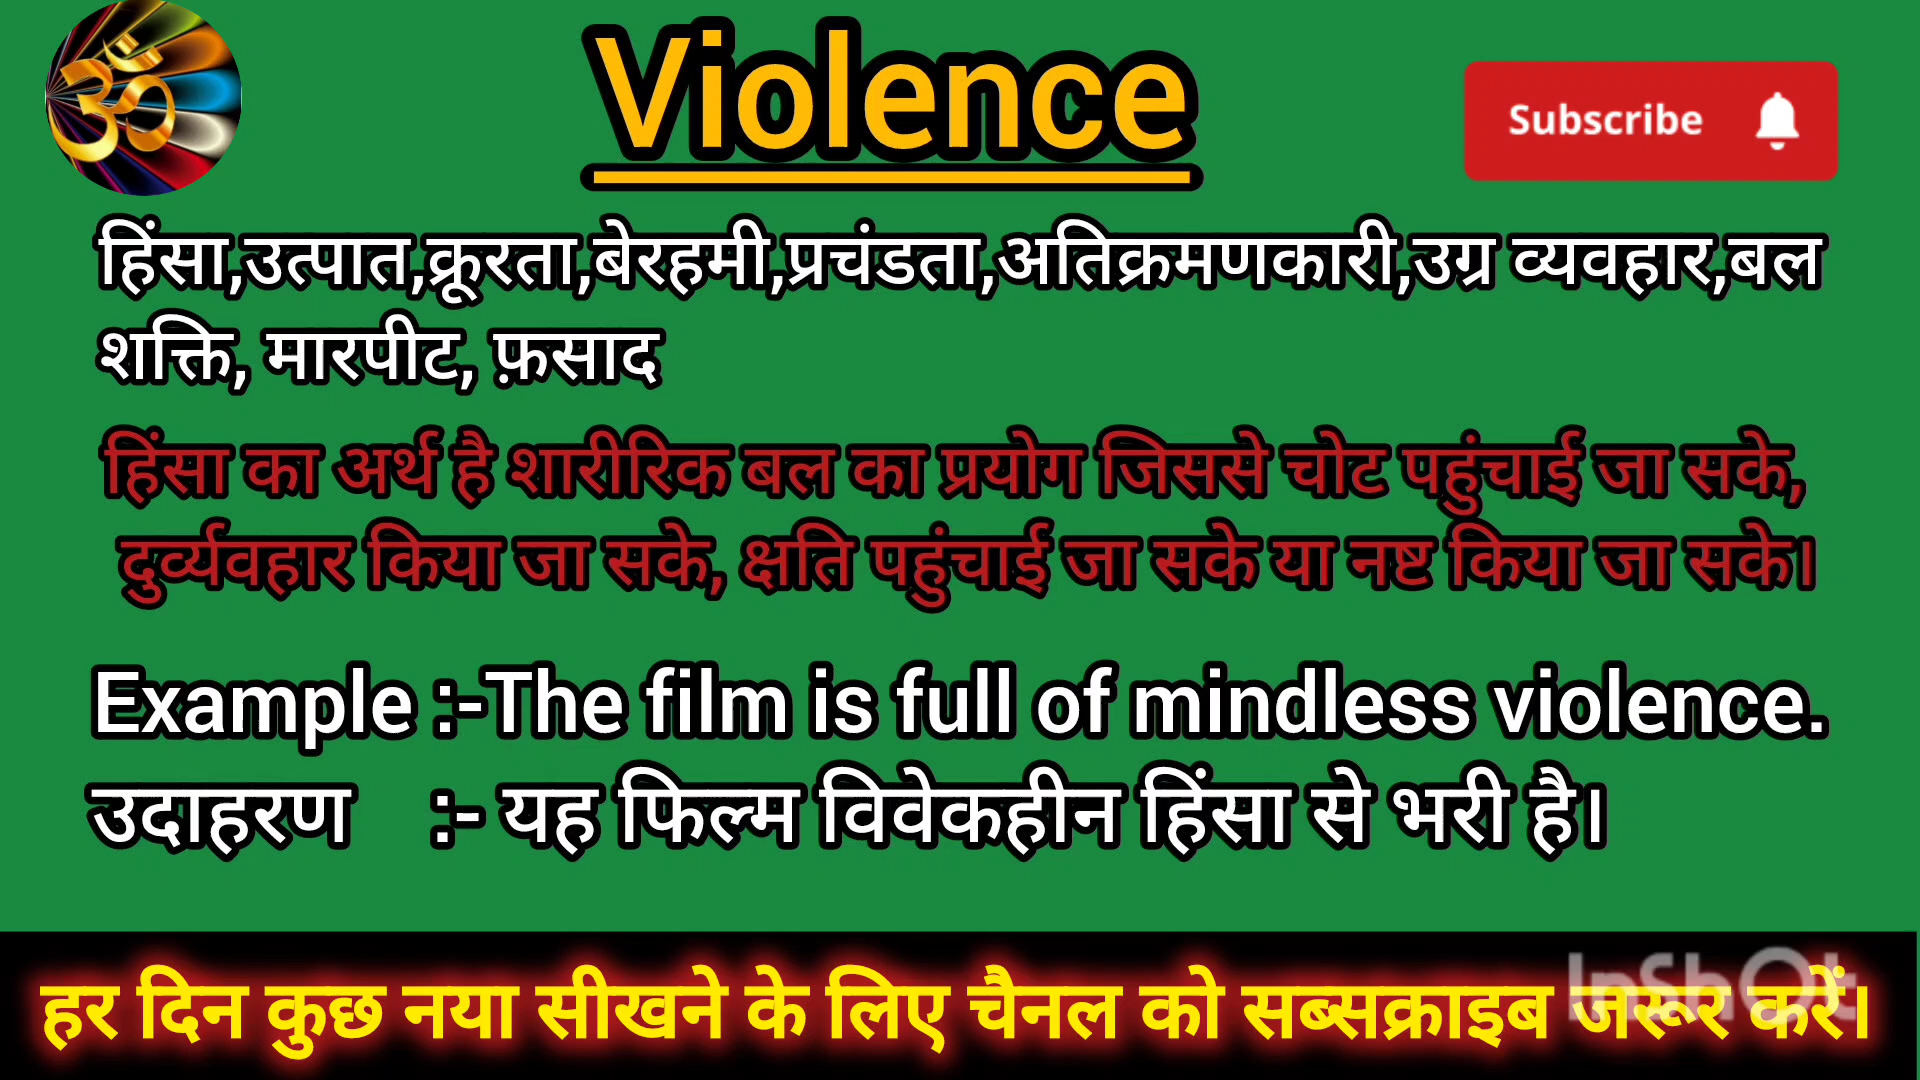 ॐ
Violence
Subscribe
हिंसा,उत्पात,क्रूरता,बेरहमी,प्रचंडता,अतिक्रमणकारी,उग्र व्यवहार,बल
शक्ति, मारपीट, फ़साद
हिंसा का अर्थ है शारीरिक बल का प्रयोग जिससे चोट पहुंचाई जा सके,
दुर्व्यवहार किया जा सके, क्षति पहुंचाई जा सके या नष्ट किया जा सके।
Example :-The film is full of mindless violence.
उदाहरण :- यह फिल्म विवेकहीन हिंसा से भरी है।
हर दिन कुछ नया सीखने के लिए चैनल को सब्सक्राइब जरूर करें।
InShOt